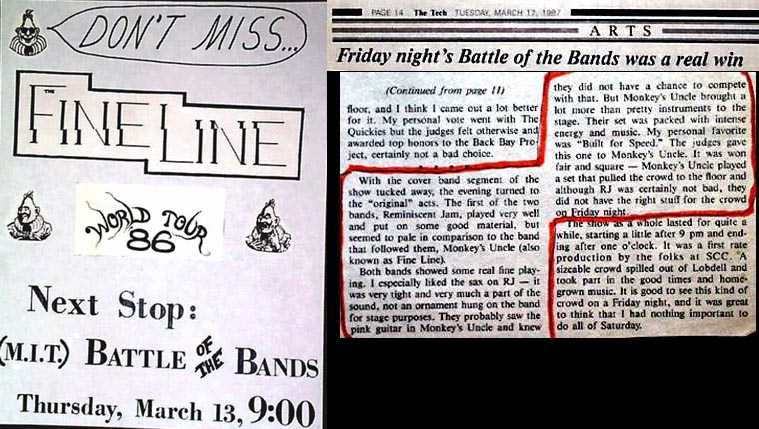 DON'T MISS...
THE FINE LINE
WORLD TOUR
86
Next Stop:
(M.I.T.) BATTLE OF THE BANDS
Thursday, March 13, 9:00
PAGE 14 The Tech TUESDAY, MARCH 17, 1987
ARTS
Friday night's Battle of the Bands was a real win
(Continued from page 11)
floor, and I think I came out a lot better
for it. My personal vote went with The
Quickies but the judges felt otherwise and
awarded top honors to the Back Bay Pro-
ject, certainly not a bad choice.
With the cover band segment of the
show tucked away, the evening turned to
the "original" acts. The first of the two
bands, Reminiscent Jam, played very well
and put on some good material, but
seemed to pale in comparison to the band
that followed them, Monkey's Uncle (also
known as Fine Line).
Both bands showed some real fine play-
ing. I especially liked the sax on RJ — it
was very tight and very much a part of the
sound, not an ornament hung on the band
for stage purposes. They probably saw the
pink guitar in Monkey's Uncle and knew
they did not have a chance to compete
with that. But Monkey's Uncle brought a
lot more than pretty instruments to the
stage. Their set was packed with intense
energy and music. My personal favorite
was "Built for Speed." The judges gave
this one to Monkey's Uncle. It was won
fair and square — Monkey's Uncle played
a set that pulled the crowd to the floor and
although RJ was certainly not bad, they
did not have the right stuff for the crowd
on Friday night.
The show as a whole lasted for quite a
while, starting a little after 9 pm and end-
ing after one o'clock. It was a first rate
production by the folks at SCC. A
sizeable crowd spilled out of Lobdell and
took part in the good times and home-
grown music. It is good to see this kind of
crowd on a Friday night, and it was great
to think that I had nothing important to
do all of Saturday.